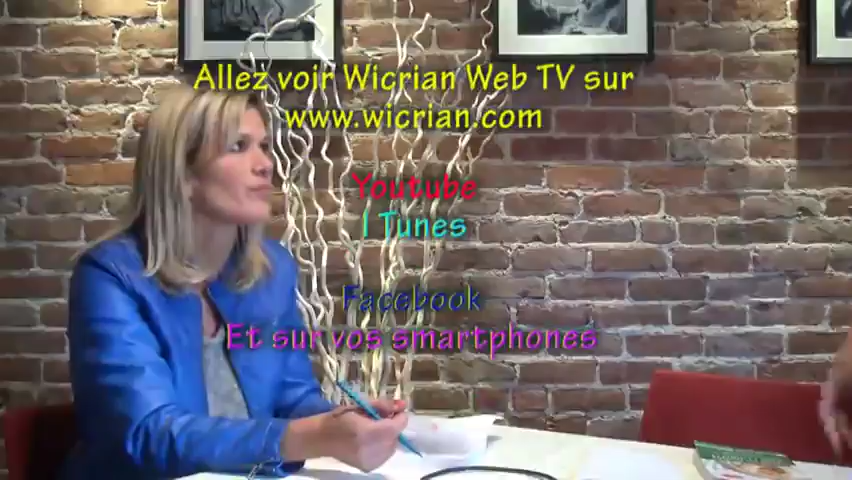 Allez voir Wicrian Web TV sur
www.wicrian.com
Youtube
I Tunes
Facebook
Et sur vos smartphones